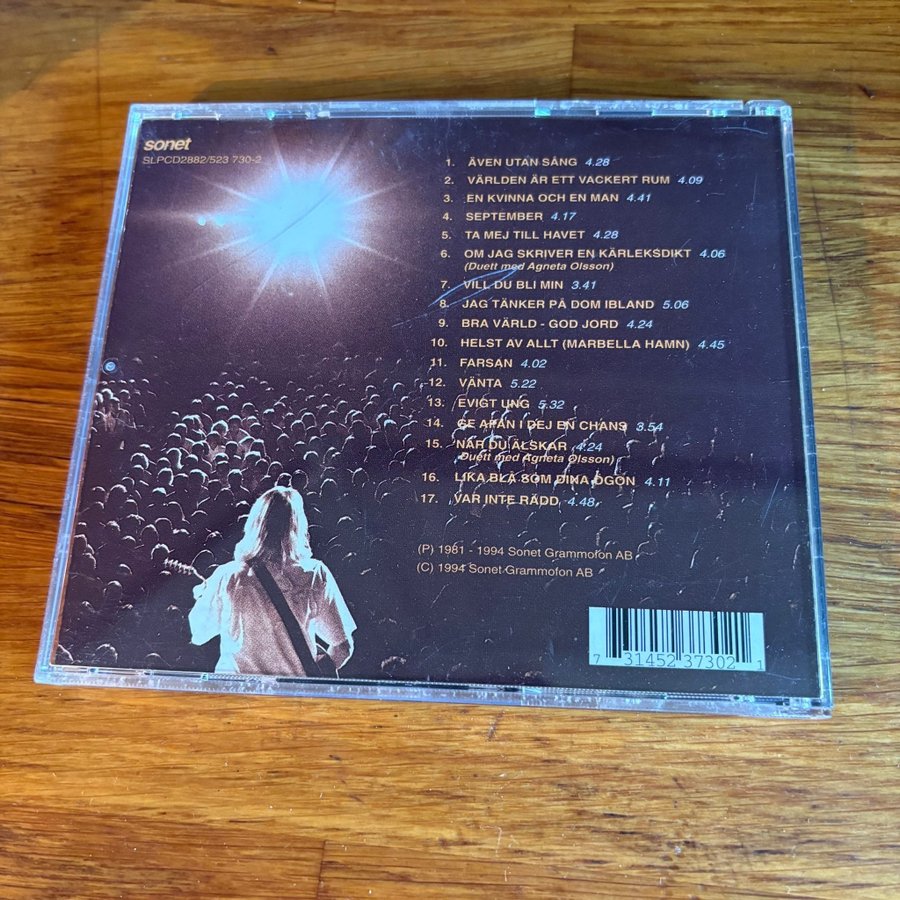 sonet
SLPCD2882/523 730-2
1. ÄVEN UTAN SÅNG 4.28
2. VÄRLDEN ÄR ETT VACKERT RUM 4.09
3. EN KVINNA OCH EN MAN 4.41
4. SEPTEMBER 4.17
5. TA MEJ TILL HAVET 4.28
6. OM JAG SKRIVER EN KÄRLEKSDIKT 4.06
(Duett med Agneta Olsson)
7. VILL DU BLI MIN 3.41
8. JAG TÄNKER PÅ DOM IBLAND 5.06
9. BRA VÄRLD - GOD JORD 4.24
10. HELST AV ALLT (MARBELLA HAMN) 4.45
11. FARSAN 4.02
12. VÄNTA 5.22
13. EVIGT UNG 5.32
14. GE APAN I DEJ EN CHANS 3.54
15. NÄR DU ÄLSKAR 4.24
(Duett med Agneta Olsson)
16. LIKA BLÅ SOM DINA ÖGON 4.11
17. VAR INTE RÄDD 4.48
(P) 1981 - 1994 Sonet Grammofon AB
(C) 1994 Sonet Grammofon AB
7 31452 37302 1